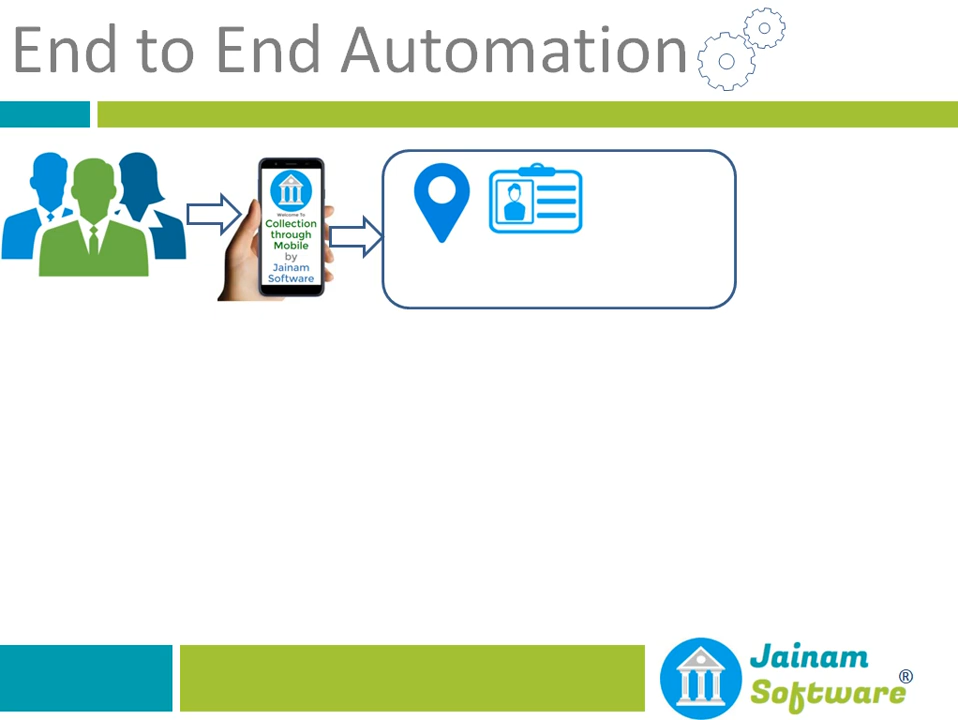 End to End Automation
Welcome To
Collection
through
Mobile
by
Jainam
Software
Jainam
Software®